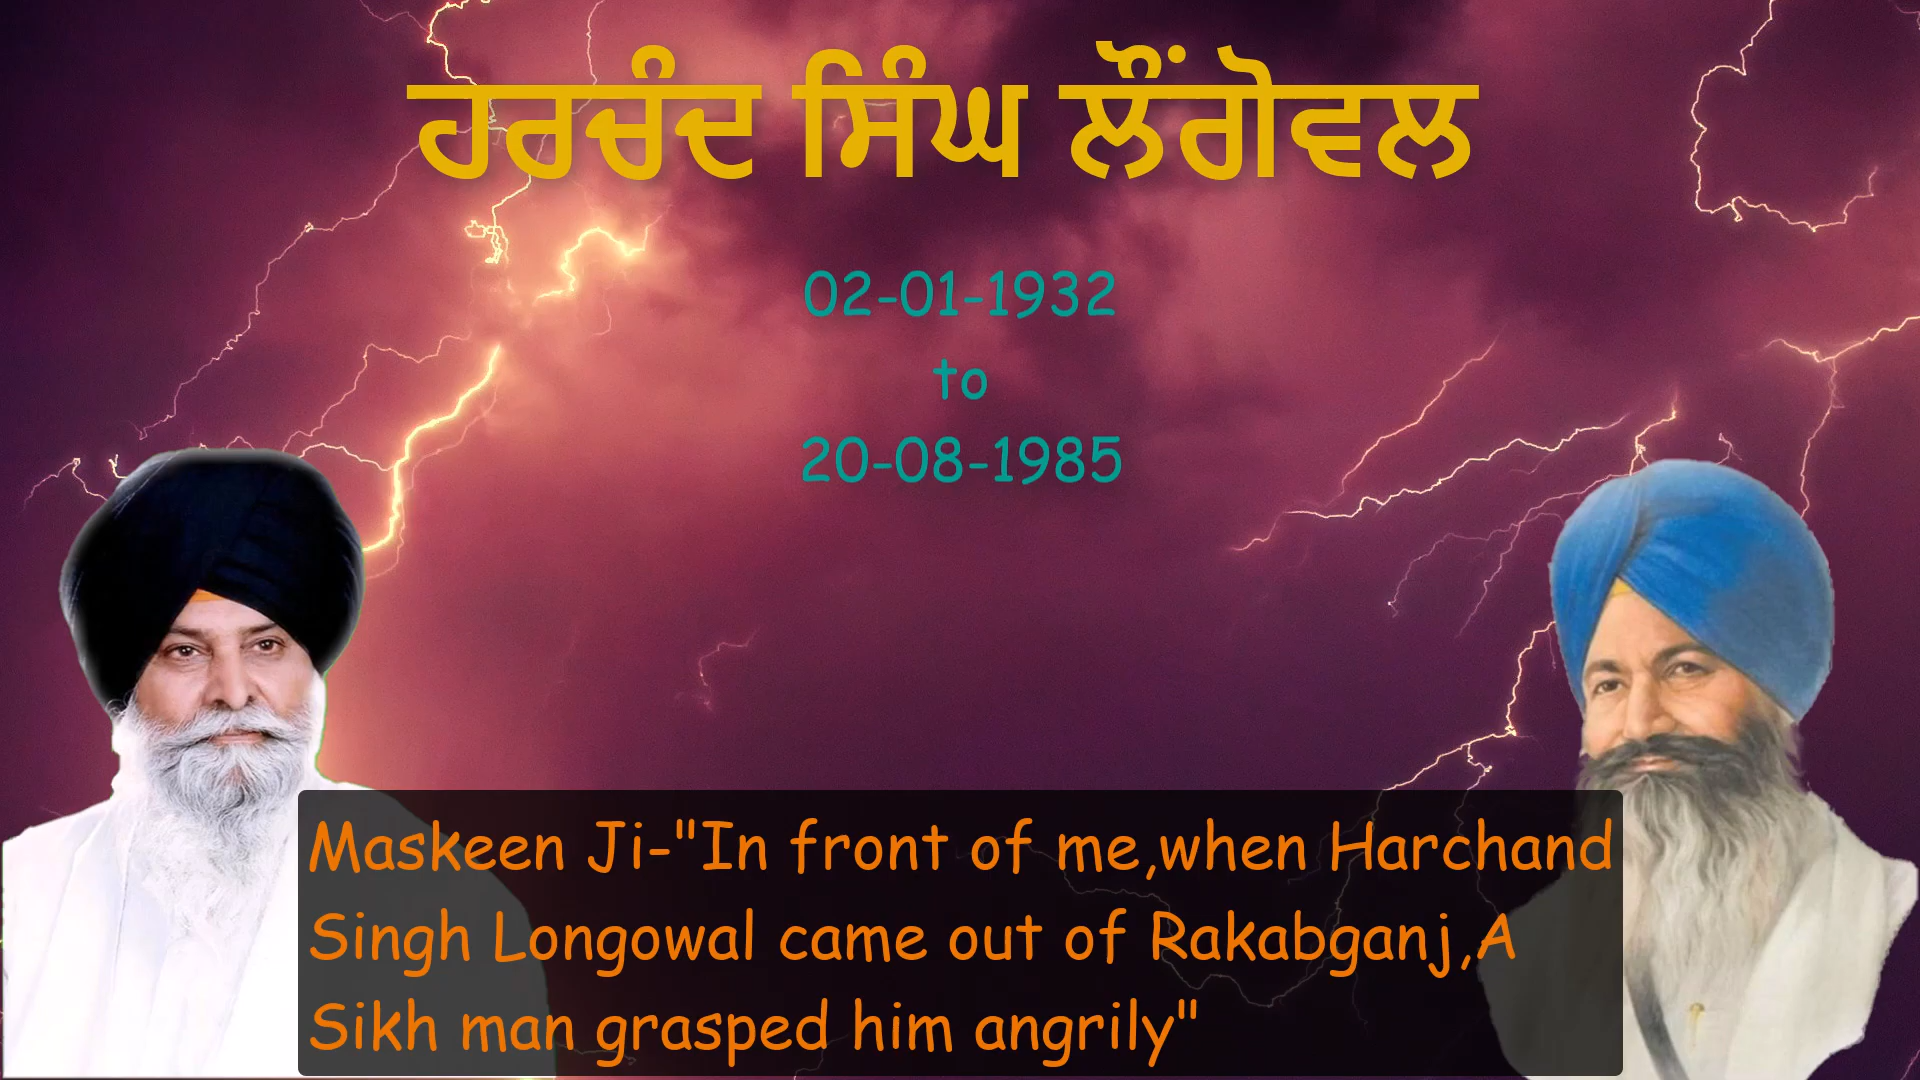 ਹਰਚੰਦ ਸਿੰਘ ਲੌਂਗੋਵਾਲ
02-01-1932
to
20-08-1985
Maskeen Ji-"In front of me,when Harchand
Singh Longowal came out of Rakabganj,A
Sikh man grasped him angrily"